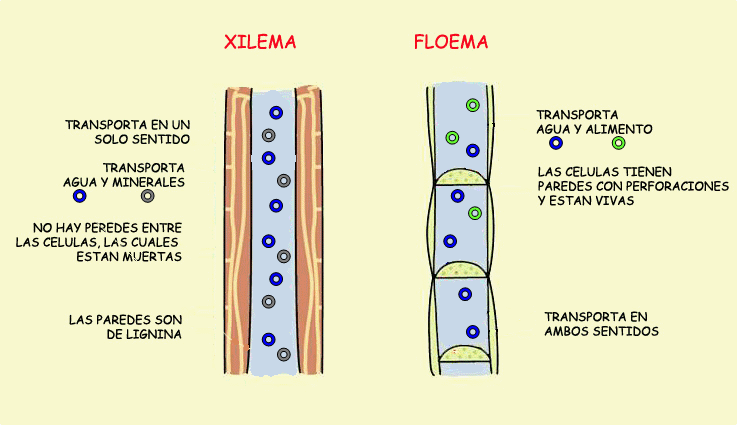 XILEMA
FLOEMA
TRANSPORTA EN UN
SOLO SENTIDO
TRANSPORTA
AGUA Y MINERALES
NO HAY PEREDES ENTRE
LAS CELULAS, LAS CUALES
ESTAN MUERTAS
LAS PAREDES SON
DE LIGNINA
TRANSPORTA
AGUA Y ALIMENTO
LAS CELULAS TIENEN
PAREDES CON PERFORACIONES
Y ESTAN VIVAS
TRANSPORTA EN
AMBOS SENTIDOS